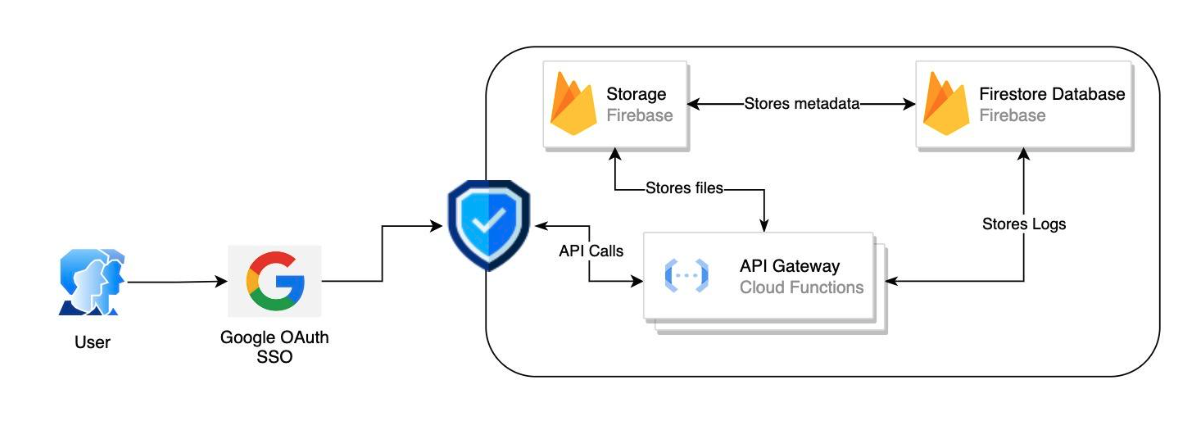 Storage
Firebase
Stores metadata
Firestore Database
Firebase
Stores files
Stores Logs
API Calls
API Gateway
Cloud Functions
User
Google OAuth
SSO